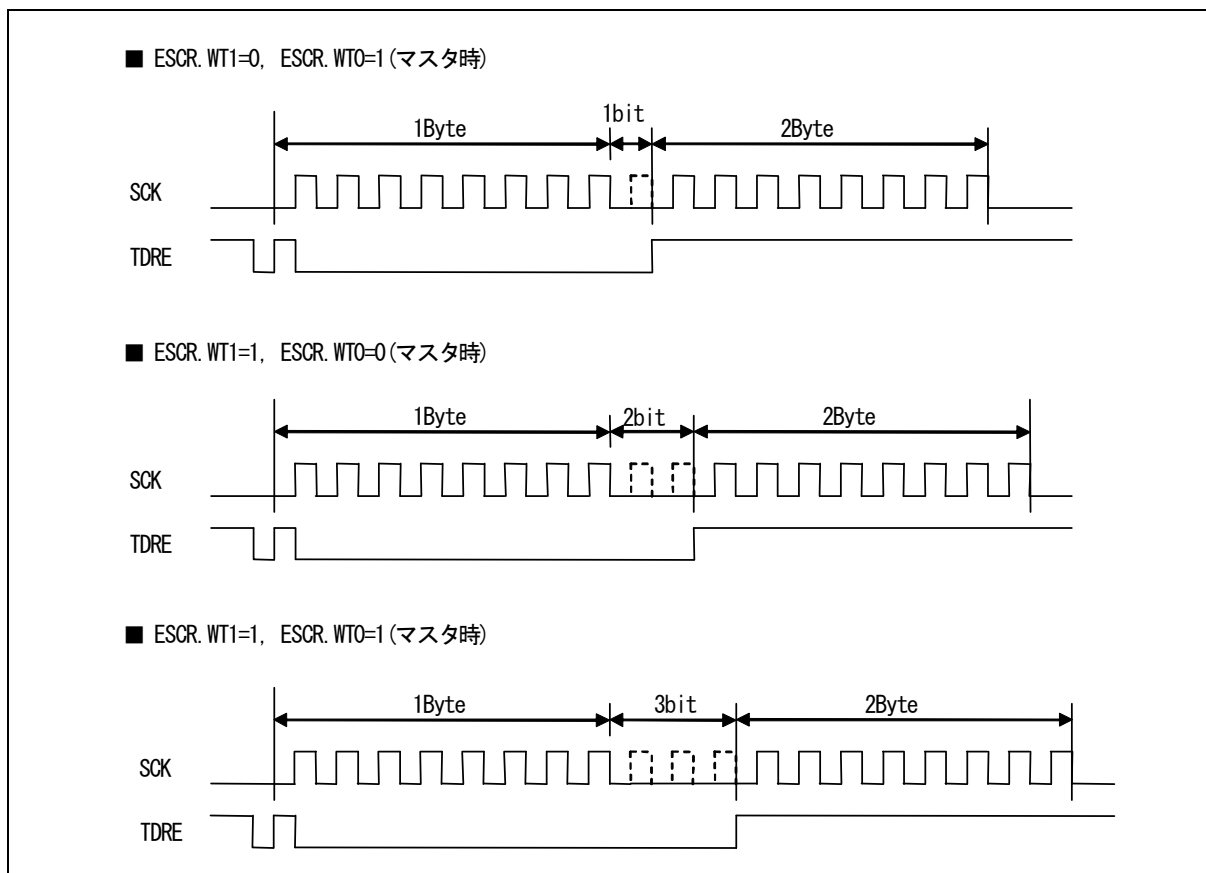 ■ ESCR.WT1=0, ESCR.WT0=1(マスタ時)
1Byte 1bit 2Byte
SCK
TDRE
■ ESCR.WT1=1, ESCR.WT0=0(マスタ時)
1Byte 2bit 2Byte
SCK
TDRE
■ ESCR.WT1=1, ESCR.WT0=1(マスタ時)
1Byte 3bit 2Byte
SCK
TDRE